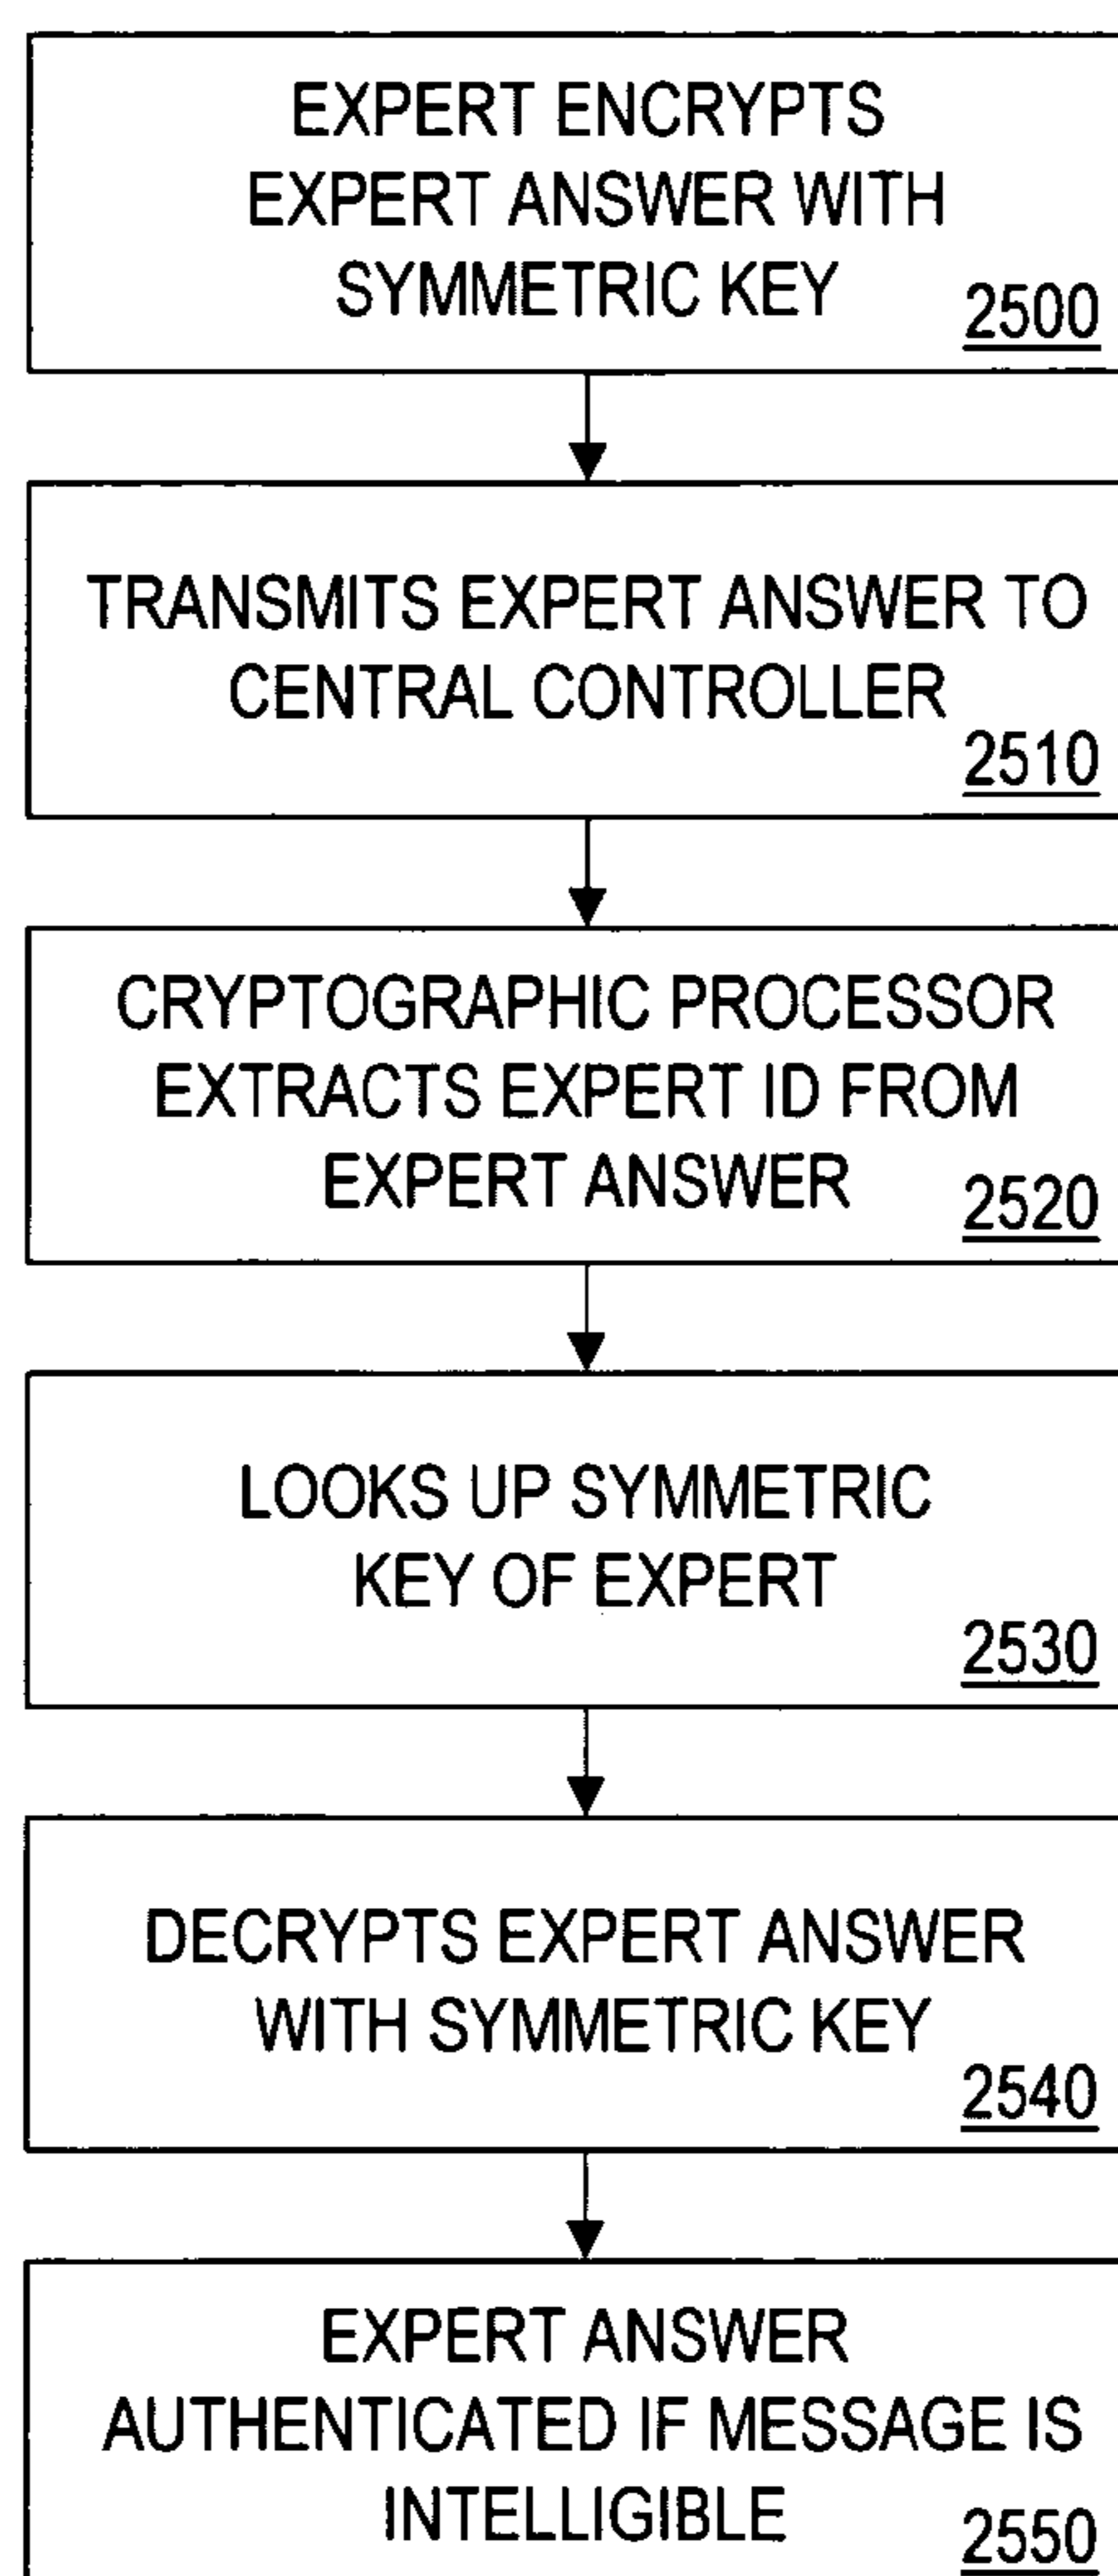 EXPERT ENCRYPTS
EXPERT ANSWER WITH
SYMMETRIC KEY
2500
TRANSMITS EXPERT ANSWER TO
CENTRAL CONTROLLER
2510
CRYPTOGRAPHIC PROCESSOR
EXTRACTS EXPERT ID FROM
EXPERT ANSWER
2520
LOOKS UP SYMMETRIC
KEY OF EXPERT
2530
DECRYPTS EXPERT ANSWER
WITH SYMMETRIC KEY
2540
EXPERT ANSWER
AUTHENTICATED IF MESSAGE IS
INTELLIGIBLE
2550